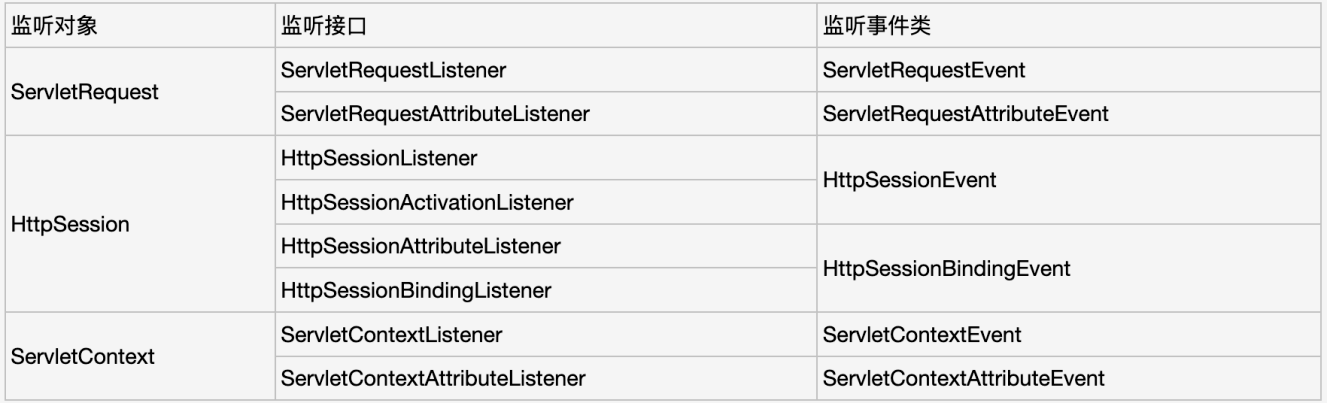 监听对象 监听接口 监听事件类
ServletRequest
ServletRequestListener ServletRequestEvent
ServletRequestAttributeListener ServletRequestAttributeEvent
HttpSession
HttpSessionListener
HttpSessionActivationListener
HttpSessionEvent
HttpSessionAttributeListener
HttpSessionBindingListener
HttpSessionBindingEvent
ServletContext
ServletContextListener ServletContextEvent
ServletContextAttributeListener ServletContextAttributeEvent